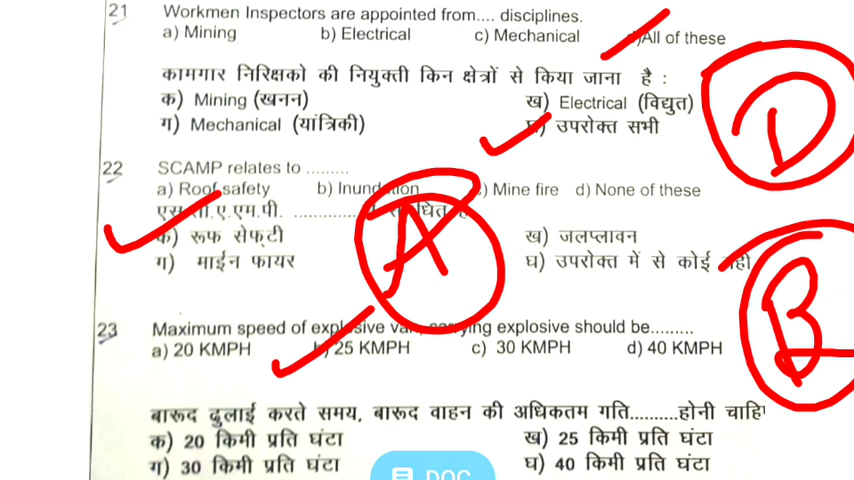 21 Workmen Inspectors are appointed from.... disciplines.
a) Mining b) Electrical c) Mechanical All of these
कामगार निरिक्षको की नियुक्ती किन क्षेत्रों से किया जाना है :
क) Mining (खनन) ख) Electrical (विद्युत)
ग) Mechanical (यांत्रिकी) उपरोक्त सभी
D
22 SCAMP relates to .........
a) Roof safety b) Inundation ) Mine fire d) None of these
ए.एम.पी. ............
क) रूफ सेफ्टी ख) जलप्लावन
ग) माईन फायर घ) उपरोक्त में से कोई नही
A
23 Maximum speed of explosive van, carrying explosive should be.........
a) 20 KMPH b) 25 KMPH c) 30 KMPH d) 40 KMPH
B
बारूद ढुलाई करते समय, बारूद वाहन की अधिकतम गति.........होनी
क) 20 किमी प्रति घंटा ख) 25 किमी प्रति घंटा
ग) 30 किमी प्रति घंटा घ) 40 किमी प्रति घंटा
DOC